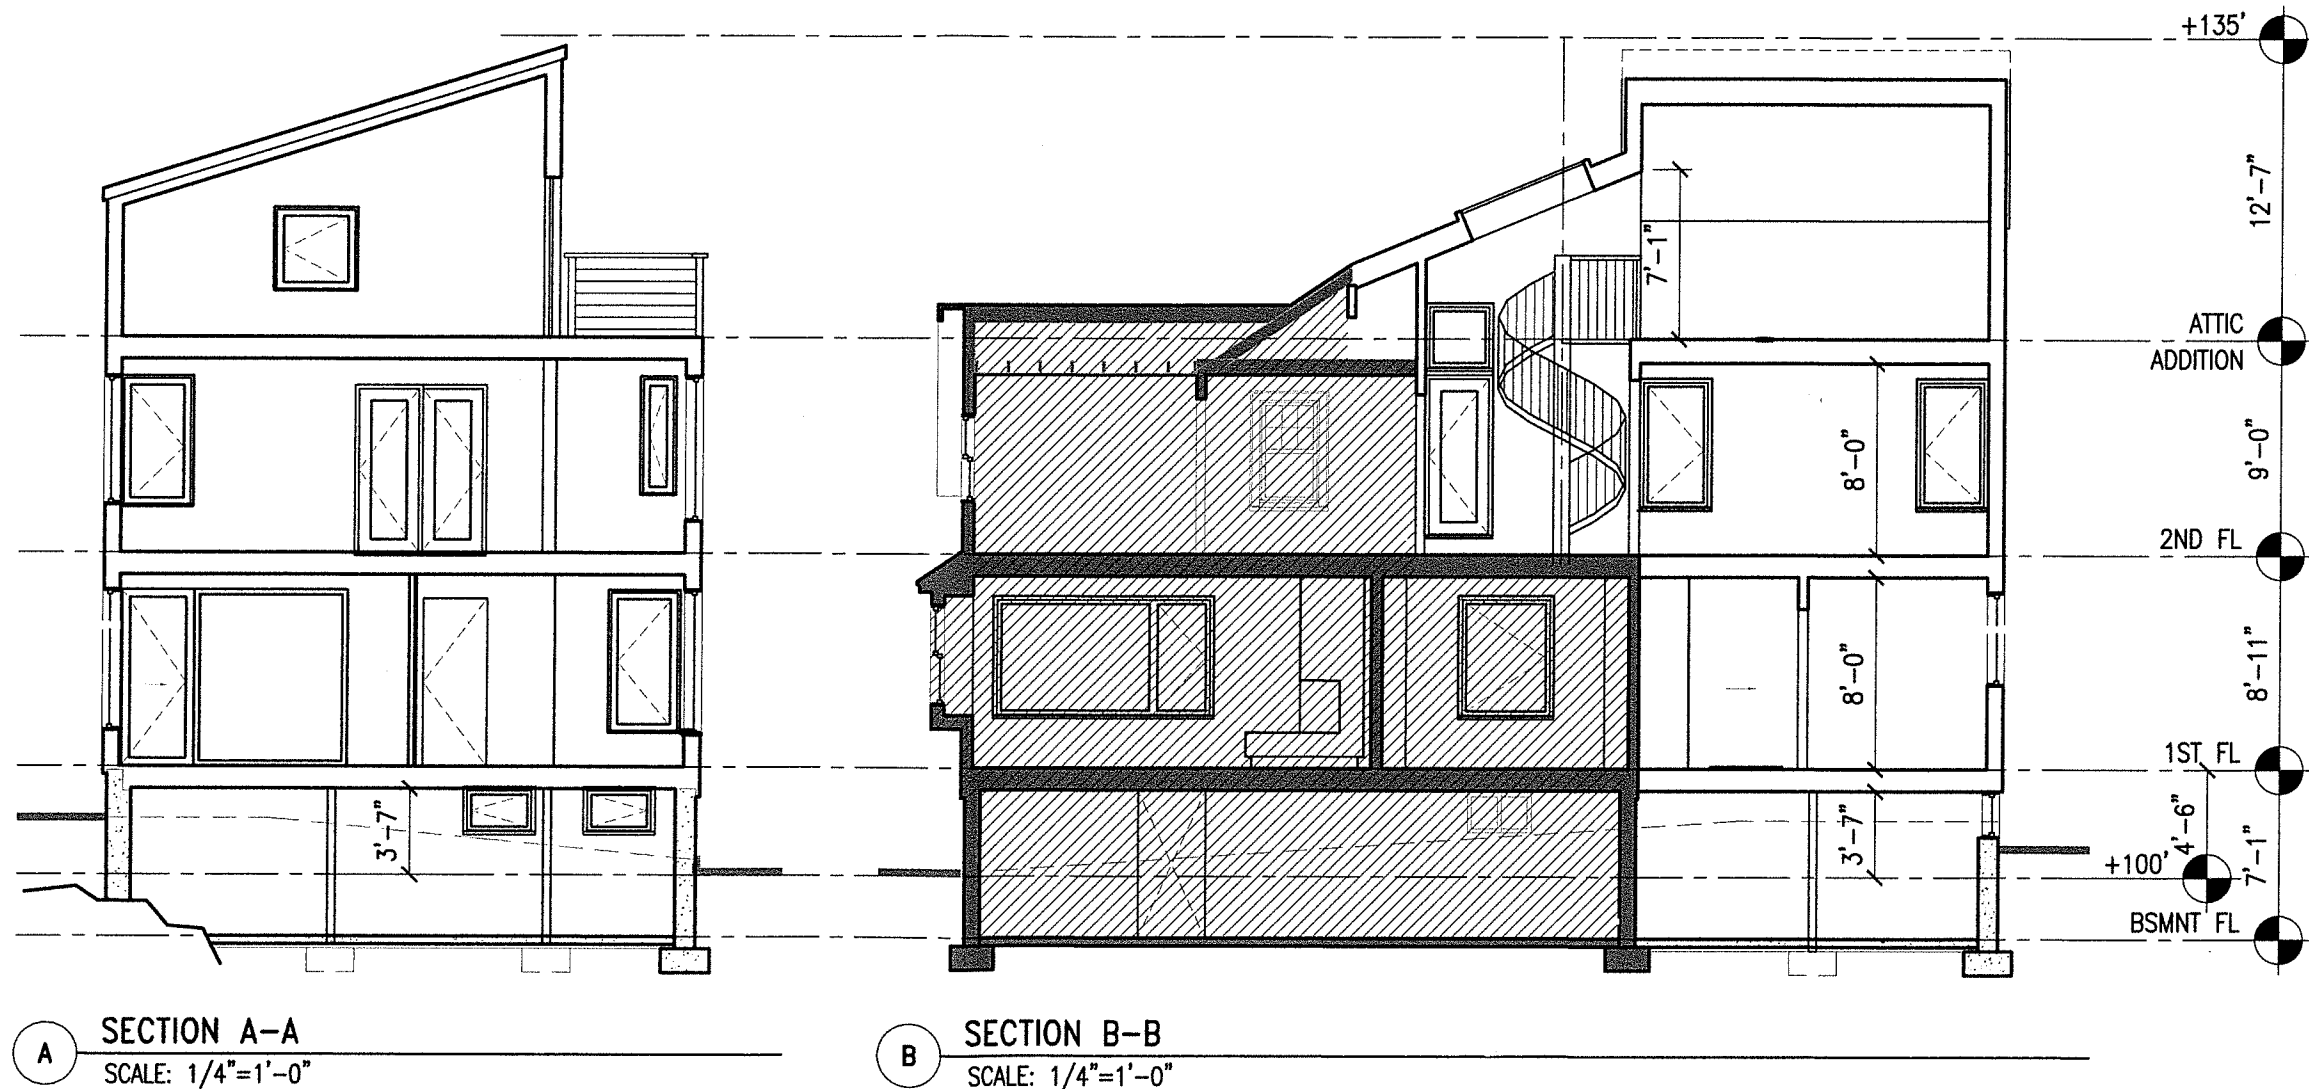 +135'
12'-7"
7'-1"
ATTIC
ADDITION
8'-0"
9'-0"
2ND FL
8'-0"
8'-11"
1ST FL
3'-7"
3'-7"
4'-6"
+100'
7'-1"
BSMNT FL
A
SECTION A-A
SCALE: 1/4"=1'-0"
B
SECTION B-B
SCALE: 1/4"=1'-0"